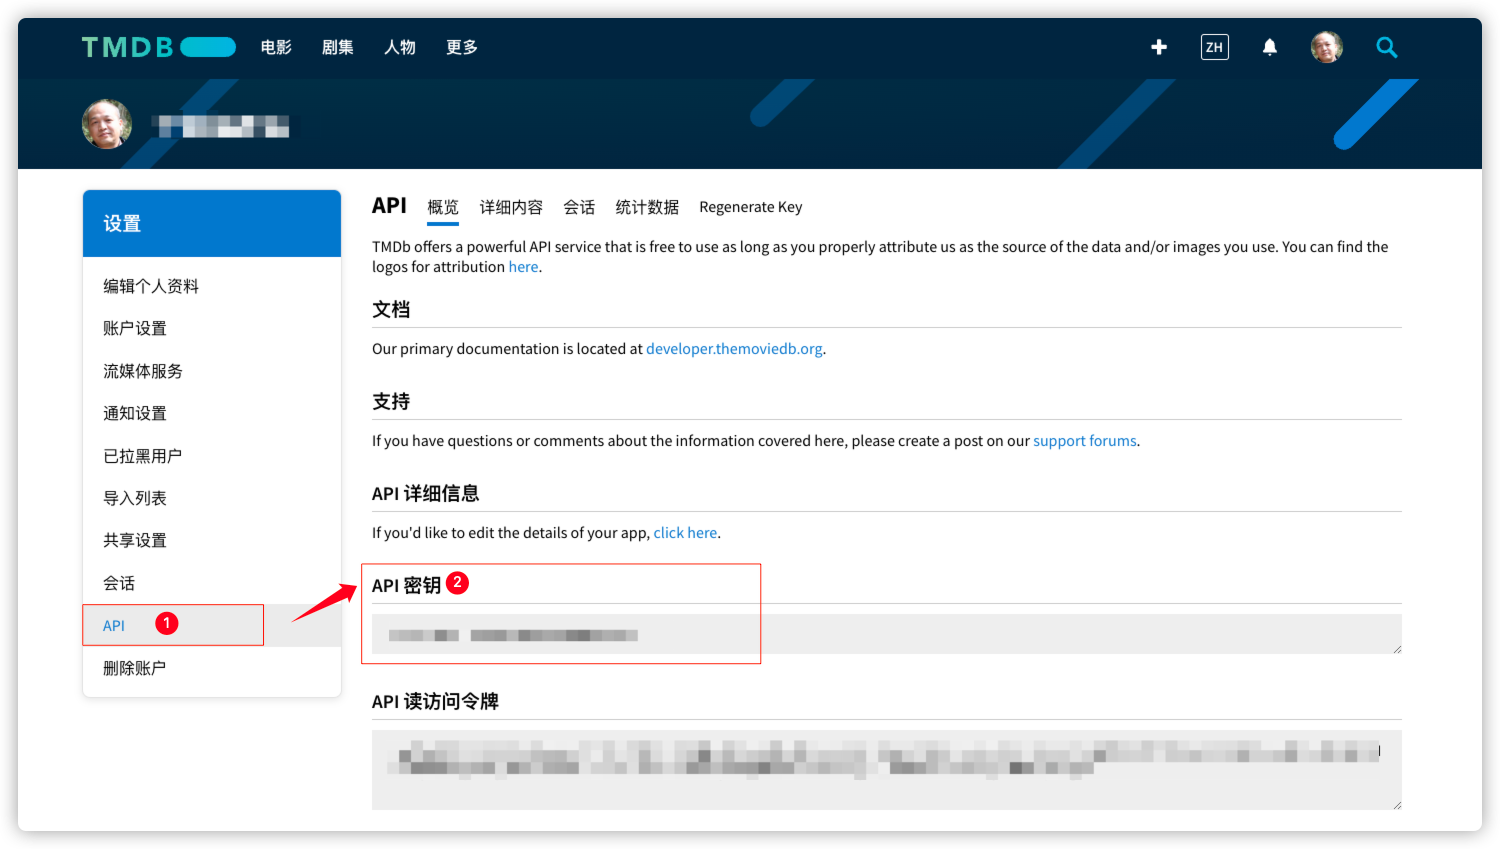 TMDB 电影 剧集 人物 更多 ZH
设置
编辑个人资料
账户设置
流媒体服务
通知设置
已拉黑用户
导入列表
共享设置
会话
API 1
删除账户
API 概览 详细内容 会话 统计数据 Regenerate Key
TMDb offers a powerful API service that is free to use as long as you properly attribute us as the source of the data and/or images you use. You can find the
logos for attribution here.
文档
Our primary documentation is located at developer.themoviedb.org.
支持
If you have questions or comments about the information covered here, please create a post on our support forums.
API 详细信息
If you'd like to edit the details of your app, click here.
API 密钥 2
API 读访问令牌